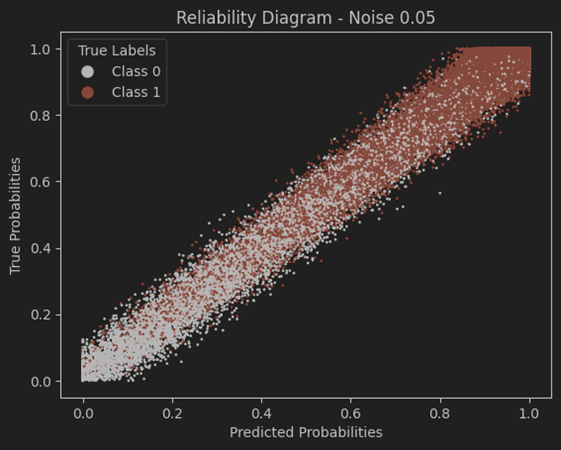 Reliability Diagram - Noise 0.05
True Labels
Class 0
Class 1
True Probabilities
1.0
0.8
0.6
0.4
0.2
0.0
0.0 0.2 0.4 0.6 0.8 1.0
Predicted Probabilities